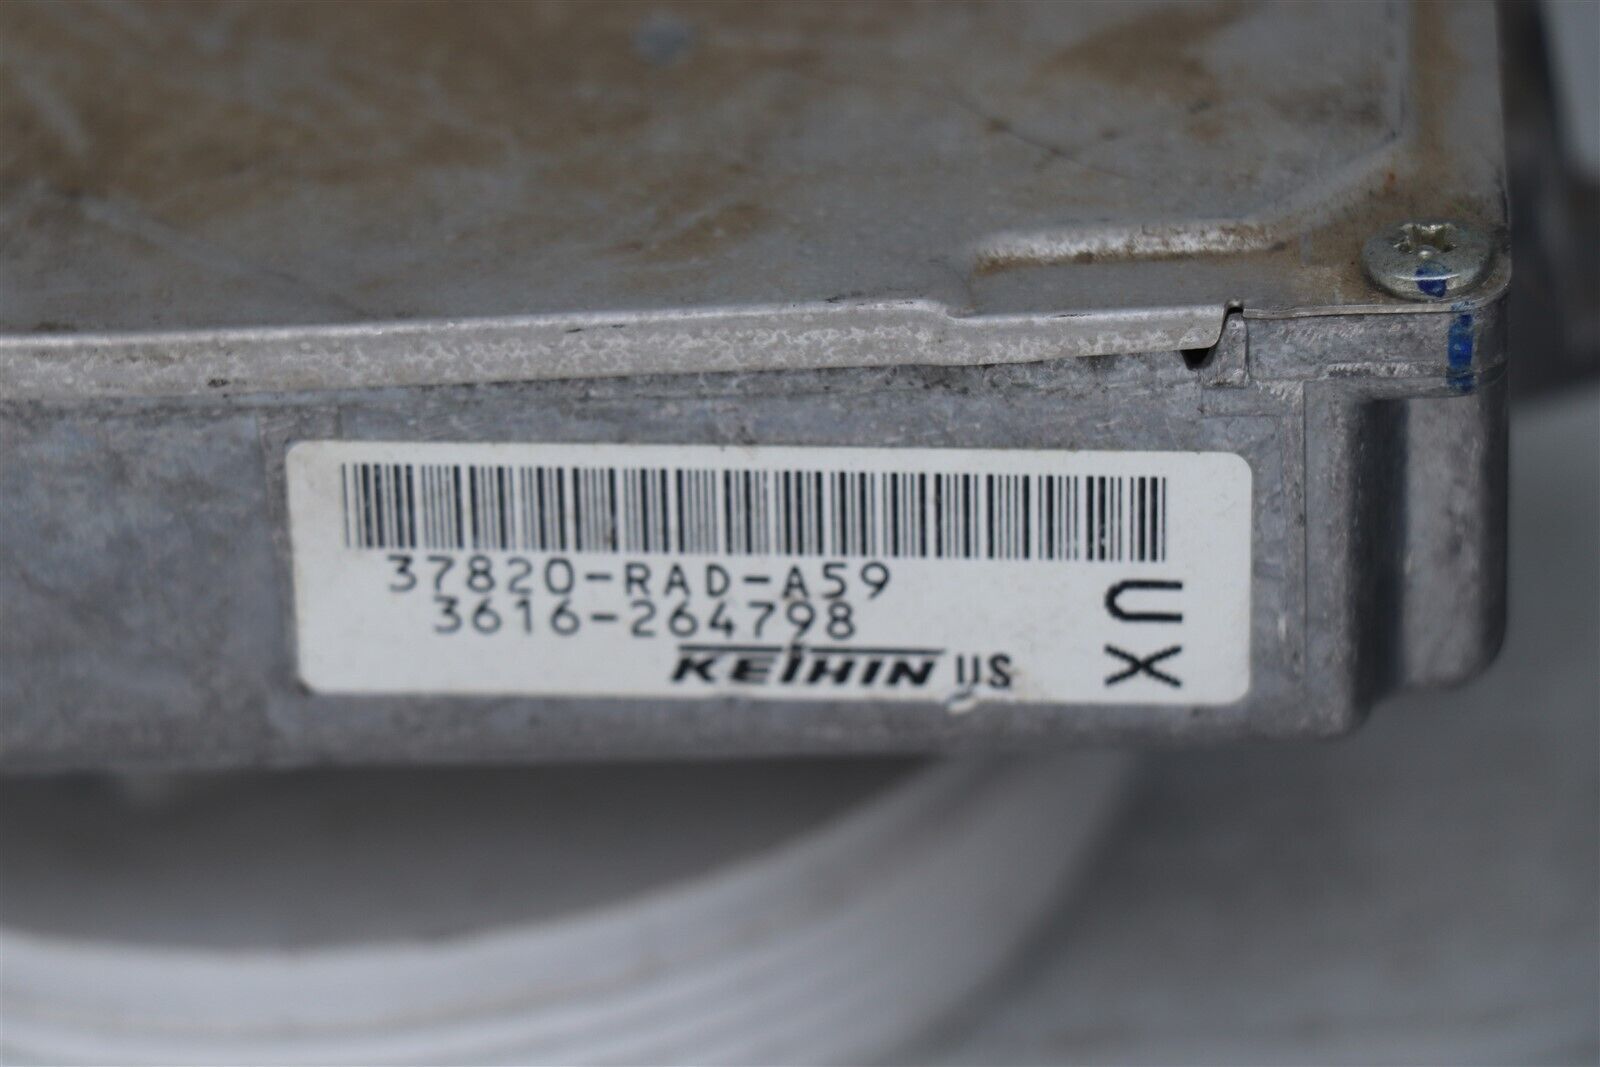 37820-RAD-A59
3616-264798
KEIHIN US
UX